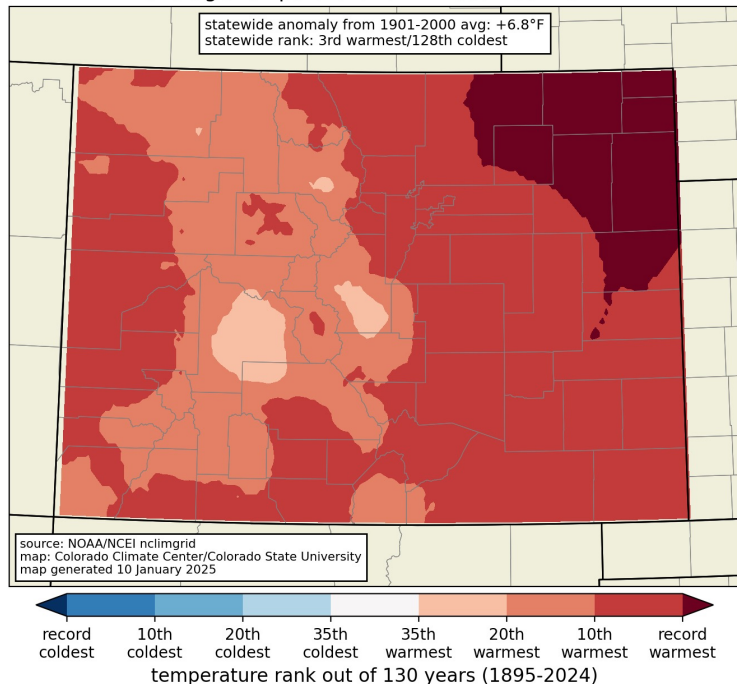 statewide anomaly from 1901-2000 avg: +6.8°F
statewide rank: 3rd warmest/128th coldest
source: NOAA/NCEI nclimgrid
map: Colorado Climate Center/Colorado State University
map generated 10 January 2025
record coldest
10th coldest
20th coldest
35th coldest
35th warmest
20th warmest
10th warmest
record warmest
temperature rank out of 130 years (1895-2024)